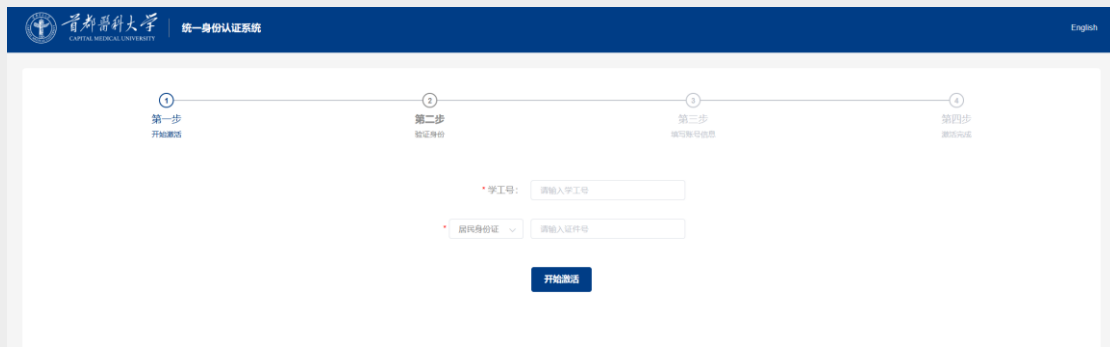 首都医科大学
CAPITAL MEDICAL UNIVERSITY
统一身份认证系统
English
1
2
3
4
第一步
第二步
第三步
第四步
开始激活
验证身份
填写账号信息
激活完成
* 学工号：
请输入学工号
* 居民身份证
请输入证件号
开始激活